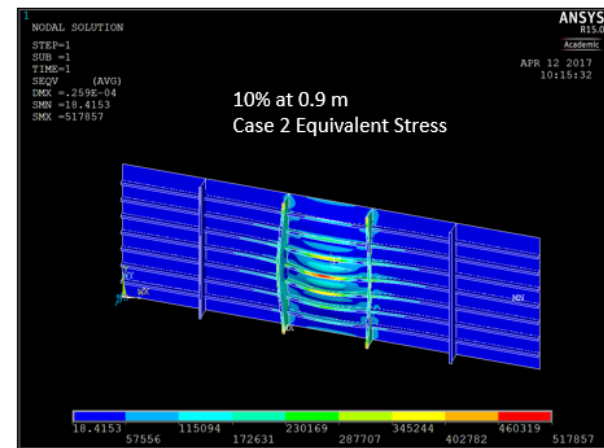 1
NODAL SOLUTION
STEP=1
SUB =1
TIME=1
SEQV (AVG)
DMX =.259E-04
SMN =18.4153
SMX =517857
ANSYS
R15.0
Academic
APR 12 2017
10:15:32
10% at 0.9 m
Case 2 Equivalent Stress
MN
18.4153 115094 230169 345244 460319
57556 172631 287707 402782 517857